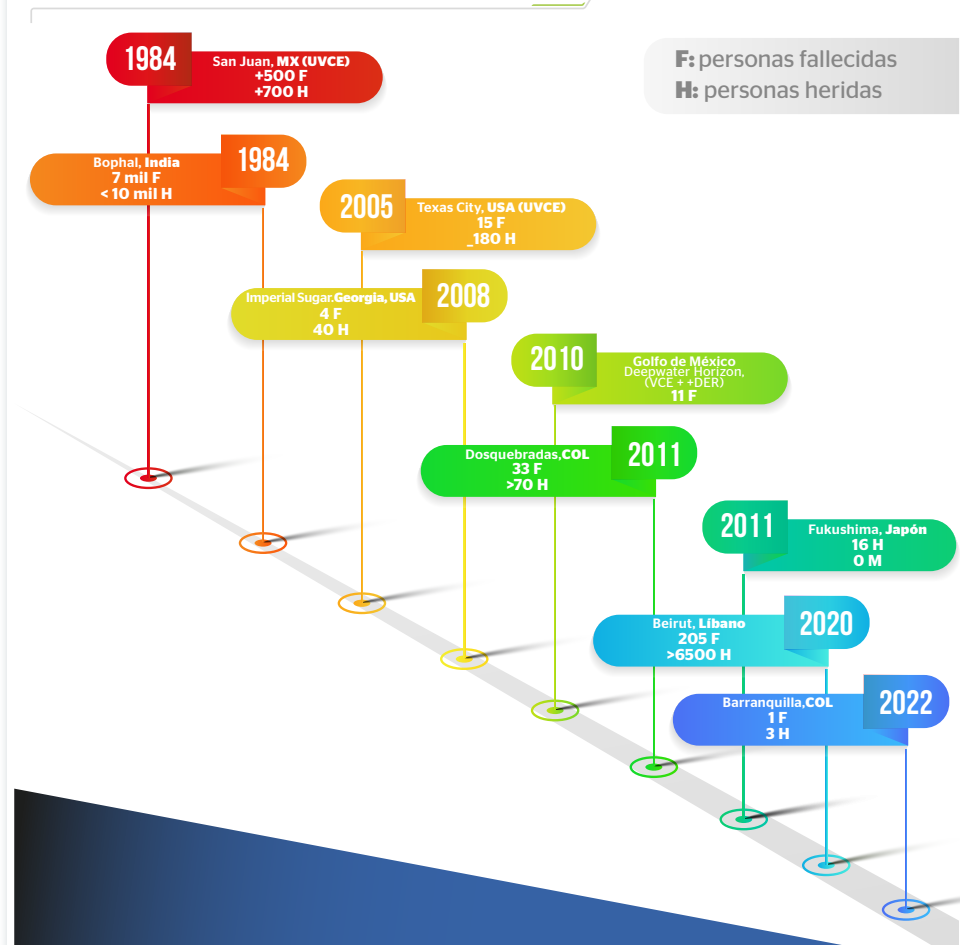 1984
San Juan, MX (UVCE)
+500 F
+700 H
F: personas fallecidas
H: personas heridas
Bophal, India
7 mil F
< 10 mil H
1984
2005
Texas City, USA (UVCE)
15 F
_180 H
Imperial Sugar.Georgia, USA
4 F
40 H
2008
2010
Golfo de México
Deepwater Horizon,
(VCE + +DER)
11 F
Dosquebradas,COL
33 F
>70 H
2011
2011
Fukushima, Japón
16 H
0 M
Beirut, Líbano
205 F
>6500 H
2020
Barranquilla,COL
1 F
3 H
2022